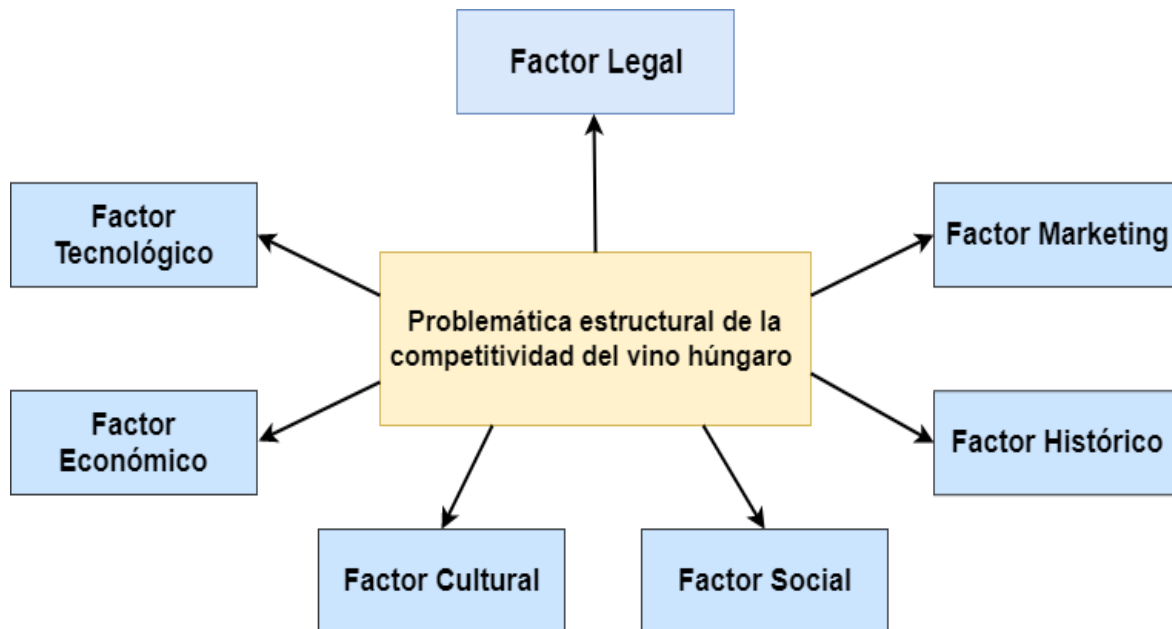 Factor Legal
Factor
Tecnológico
Factor Marketing
Problemática estructural de la
competitividad del vino húngaro
Factor
Económico
Factor Histórico
Factor Cultural
Factor Social